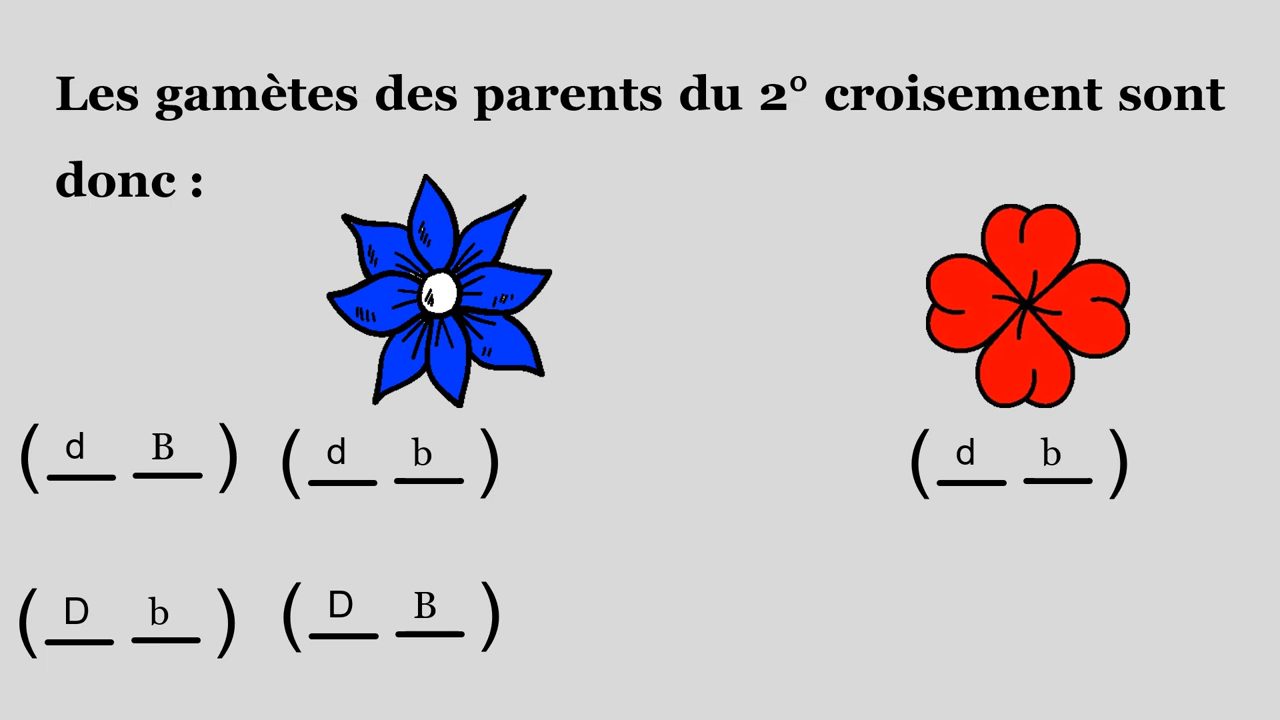 Les gamètes des parents du 2° croisement sont
donc :
( d B ) ( d b ) ( d b )
( D b ) ( D B )